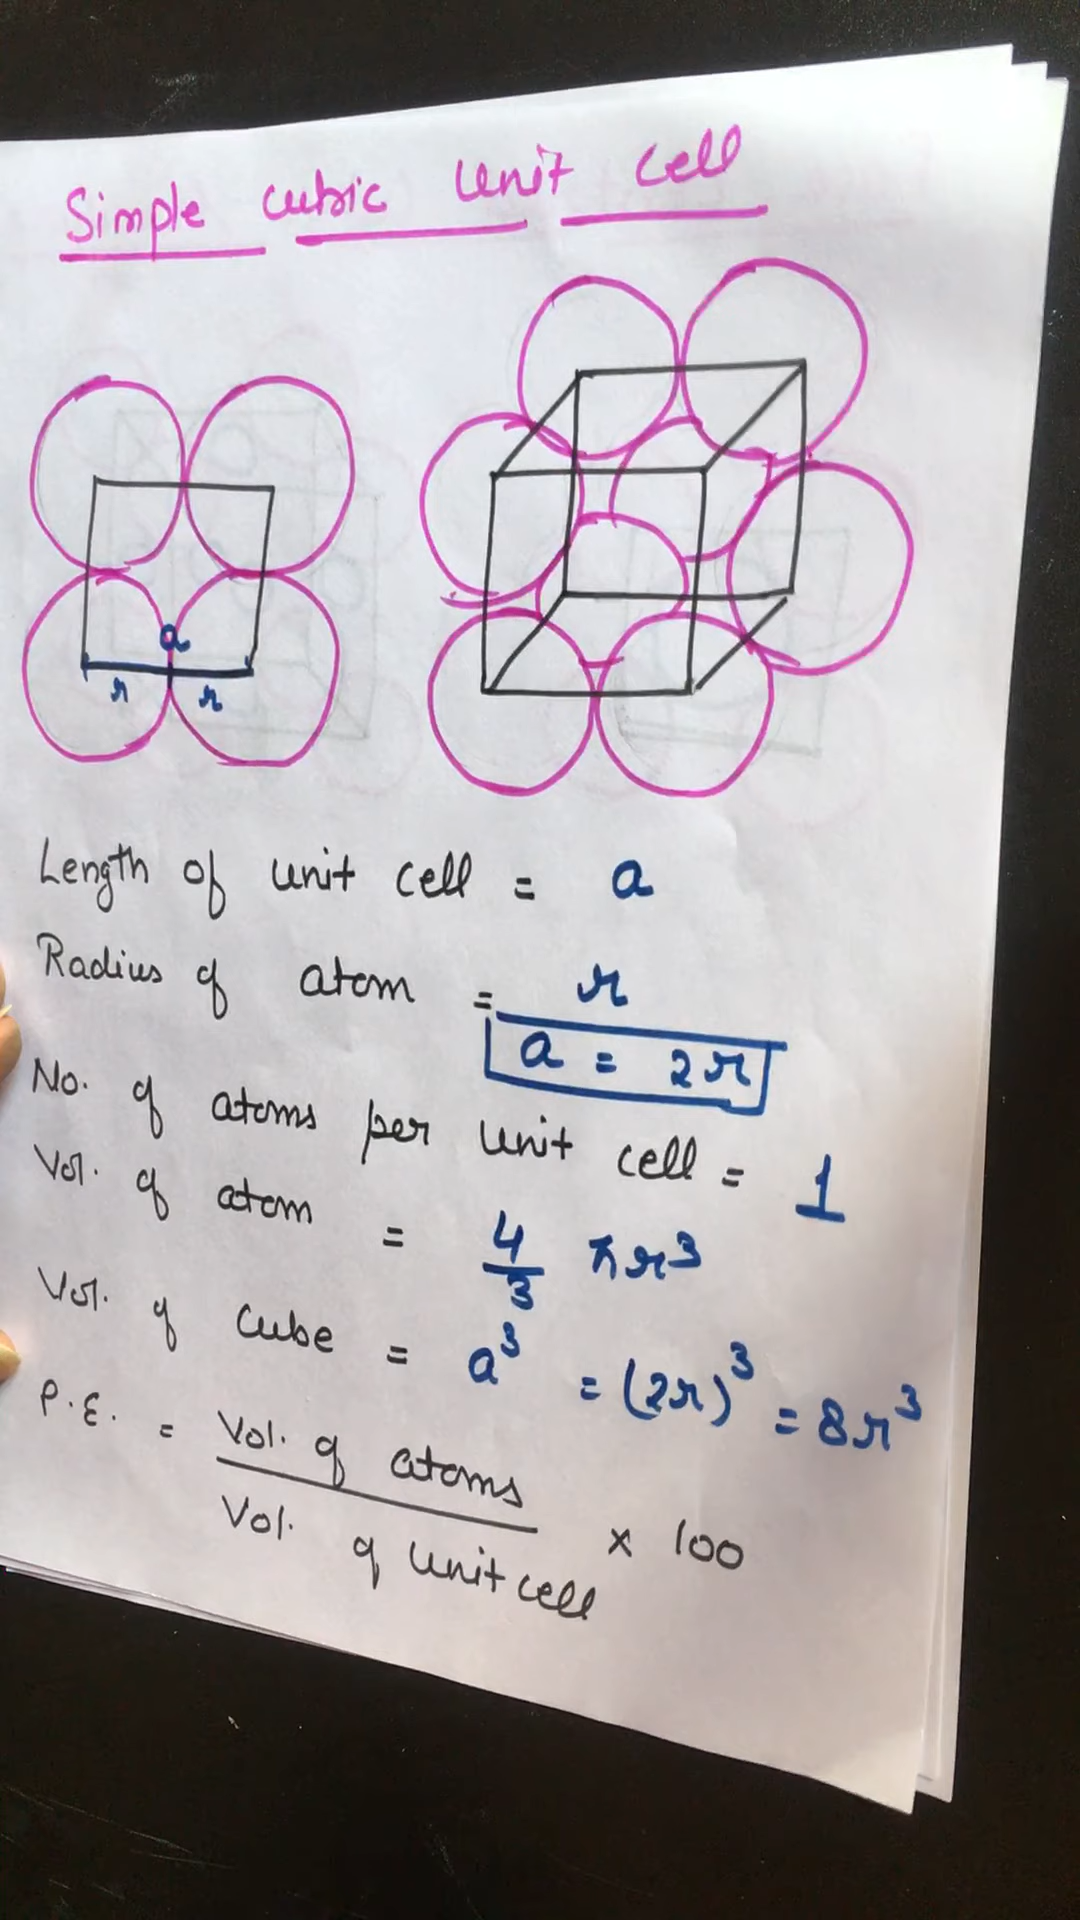 Simple cubic unit cell
a
r r
Length of unit cell = a
Radius of atom = r
a = 2r
No. of atoms per unit cell = 1
Vol. of atom = 4/3 πr³
Vol. of cube = a³ = (2r)³ = 8r³
P.E. = Vol. of atoms / Vol. of unit cell × 100